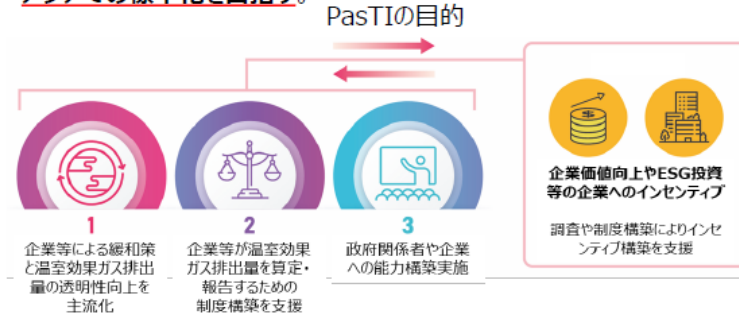 PasTIの目的
1
企業等による緩和策
と温室効果ガス排出
量の透明性向上を
主流化
2
企業等が温室効果
ガス排出量を算定・
報告するための
制度構築を支援
3
政府関係者や企業
への能力構築実施
企業価値向上やESG投資
等の企業へのインセンティブ
調査や制度構築によりインセ
ンティブ構築を支援